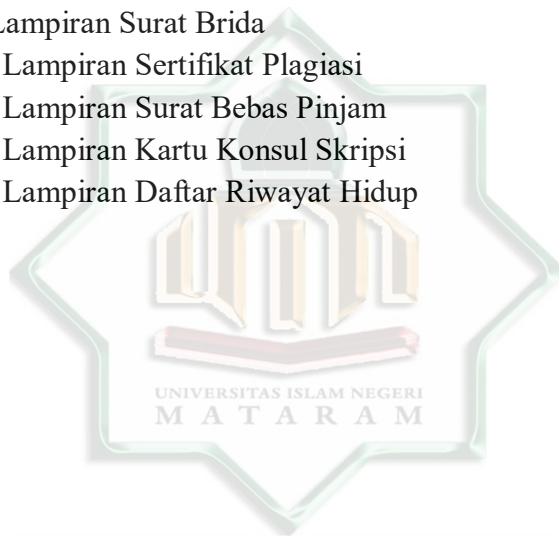 Lampiran Surat Brida
Lampiran Sertifikat Plagiasi
Lampiran Surat Bebas Pinjam
Lampiran Kartu Konsul Skripsi
Lampiran Daftar Riwayat Hidup
UNIVERSITAS ISLAM NEGERI
MATARAM